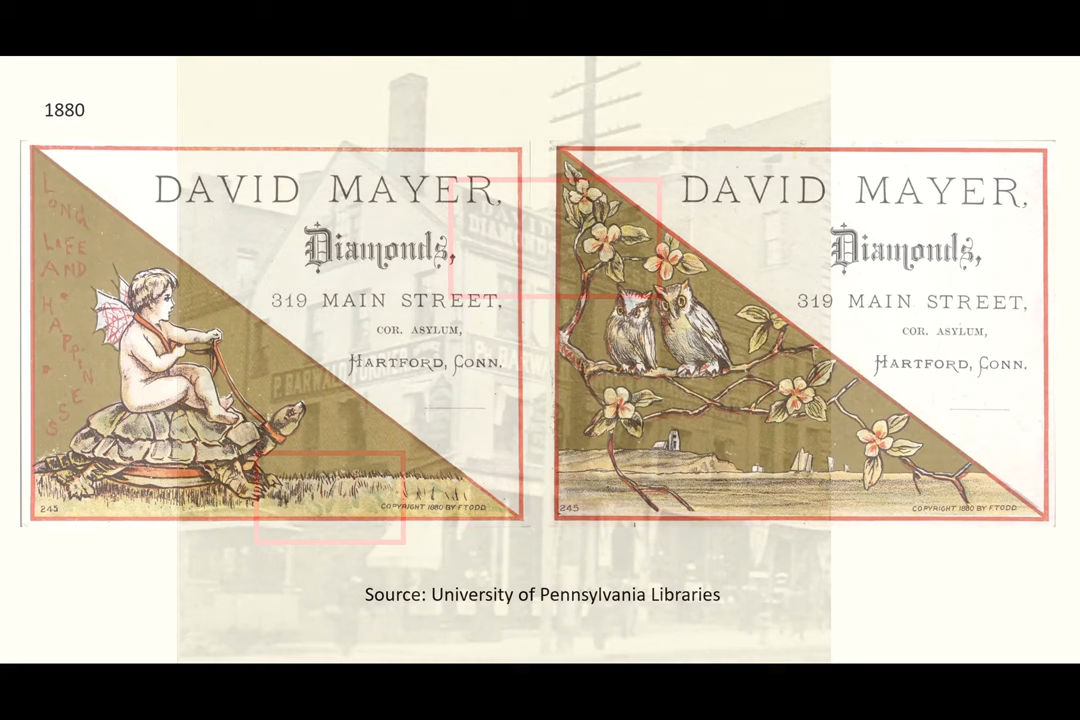 1880
DAVID MAYER,
Diamonds,
319 MAIN STREET,
COR. ASYLUM,
HARTFORD, CONN.
LONG
LIFE
AND
HAPPINESS
245
COPYRIGHT 1880 BY F TODD
DAVID MAYER,
Diamonds,
319 MAIN STREET,
COR. ASYLUM,
HARTFORD, CONN.
245
COPYRIGHT 1880 BY F TODD
DAVID
DIAMONDS
Source: University of Pennsylvania Libraries